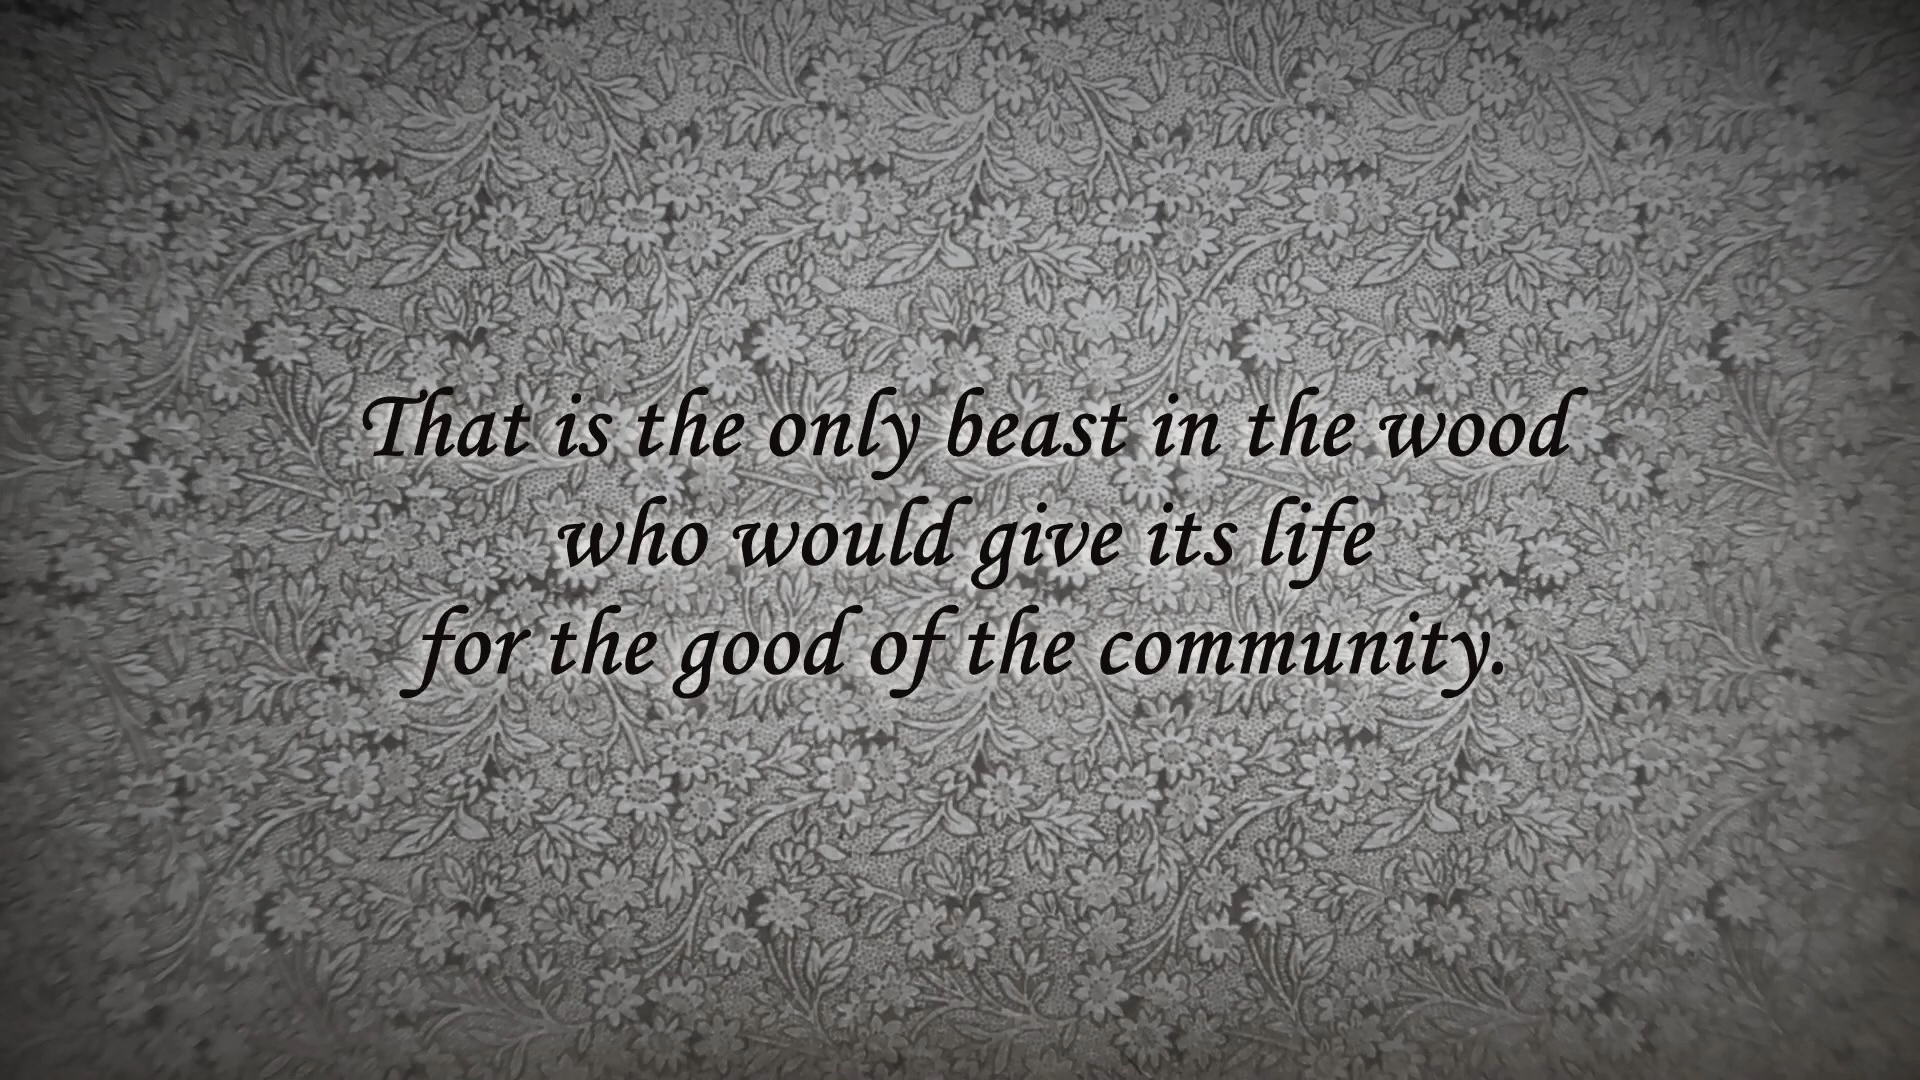 That is the only beast in the wood
who would give its life
for the good of the community.